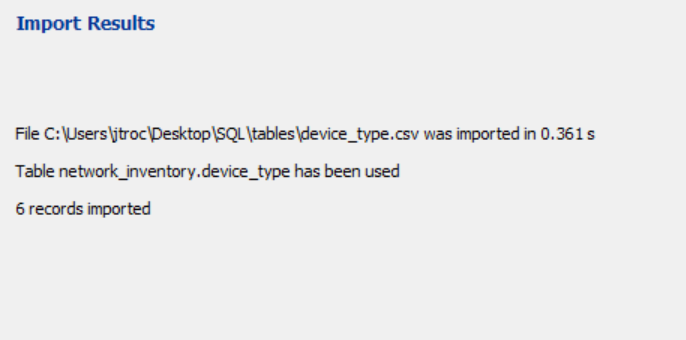 Import Results
File C:\Users\jtroc\Desktop\SQL\tables\device_type.csv was imported in 0.361 s
Table network_inventory.device_type has been used
6 records imported